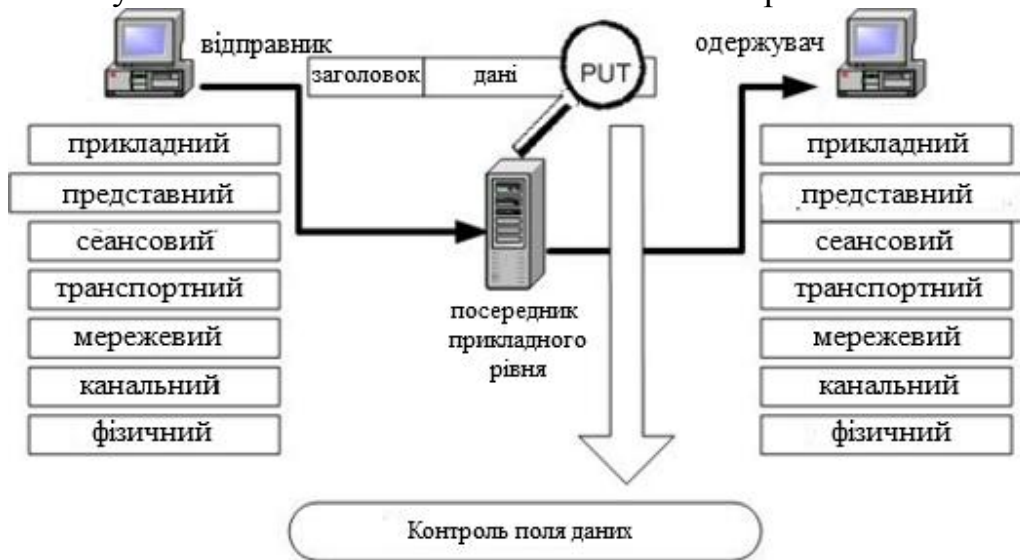 відправник
одержувач
заголовок
дані
PUT
прикладний
представний
сеансовий
транспортний
мережевий
канальний
фізичний
посередник
прикладного
рівня
прикладний
представний
сеансовий
транспортний
мережевий
канальний
фізичний
Контроль поля даних